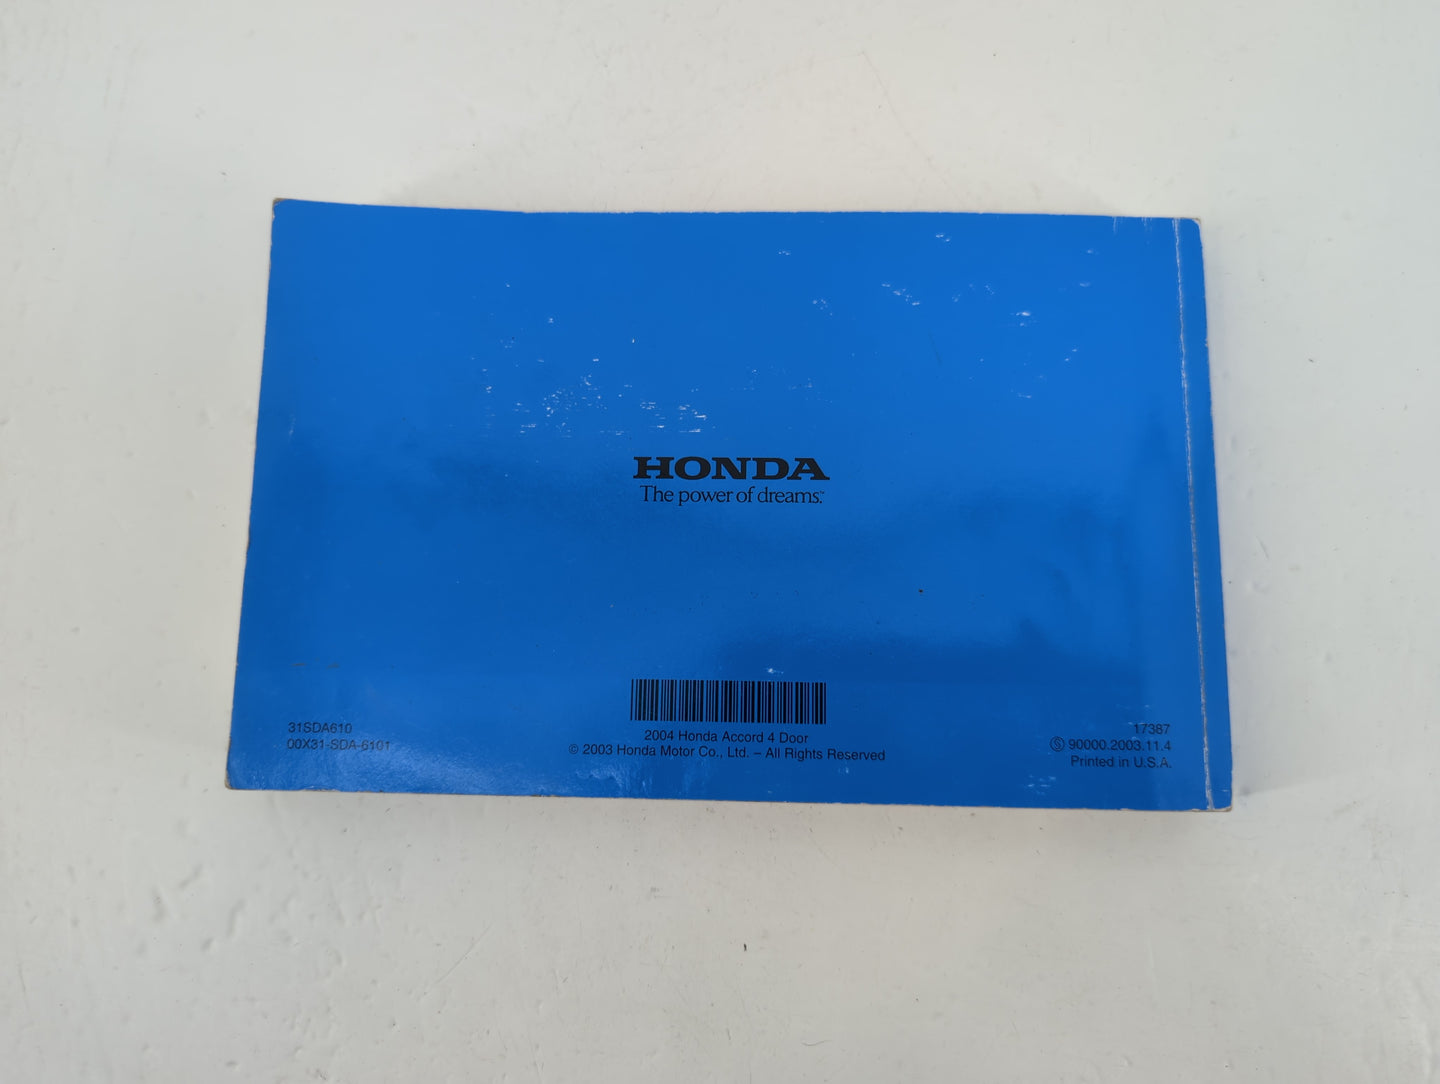 HONDA
The power of dreams.™
31SDA610
00X31-SDA-6101
2004 Honda Accord 4 Door
© 2003 Honda Motor Co., Ltd. – All Rights Reserved
17387
Ⓢ 90000.2003.11.4
Printed in U.S.A.